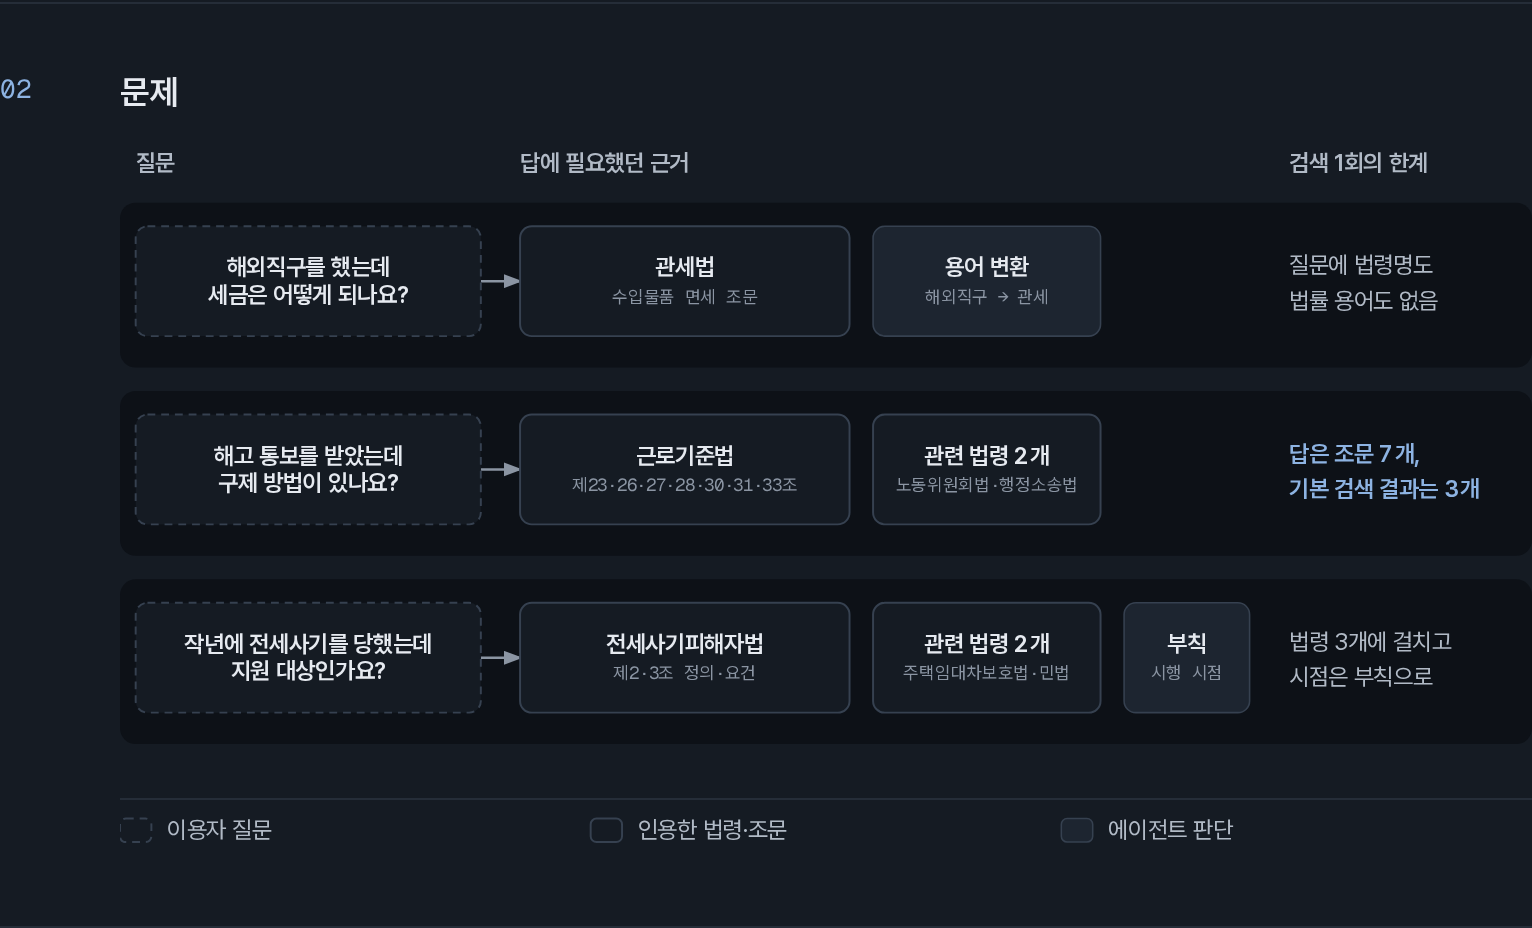 02
문제
질문
답에 필요했던 근거
검색 1회의 한계
해외직구를 했는데
세금은 어떻게 되나요?
관세법
수입물품 면세 조문
용어 변환
해외직구 → 관세
질문에 법령명도
법률 용어도 없음
해고 통보를 받았는데
구제 방법이 있나요?
근로기준법
제23·26·27·28·30·31·33조
관련 법령 2개
노동위원회법·행정소송법
답은 조문 7개,
기본 검색 결과는 3개
작년에 전세사기를 당했는데
지원 대상인가요?
전세사기피해자법
제2·3조 정의·요건
관련 법령 2개
주택임대차보호법·민법
부칙
시행 시점
법령 3개에 걸치고
시점은 부칙으로
이용자 질문
인용한 법령·조문
에이전트 판단